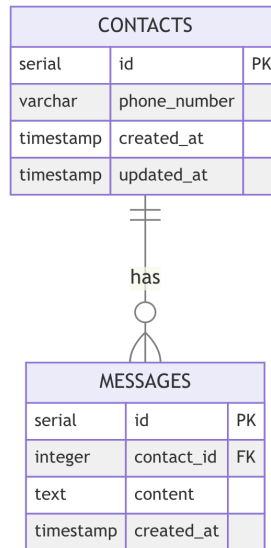 CONTACTS
serial id PK
varchar phone_number
timestamp created_at
timestamp updated_at
has
MESSAGES
serial id PK
integer contact_id FK
text content
timestamp created_at